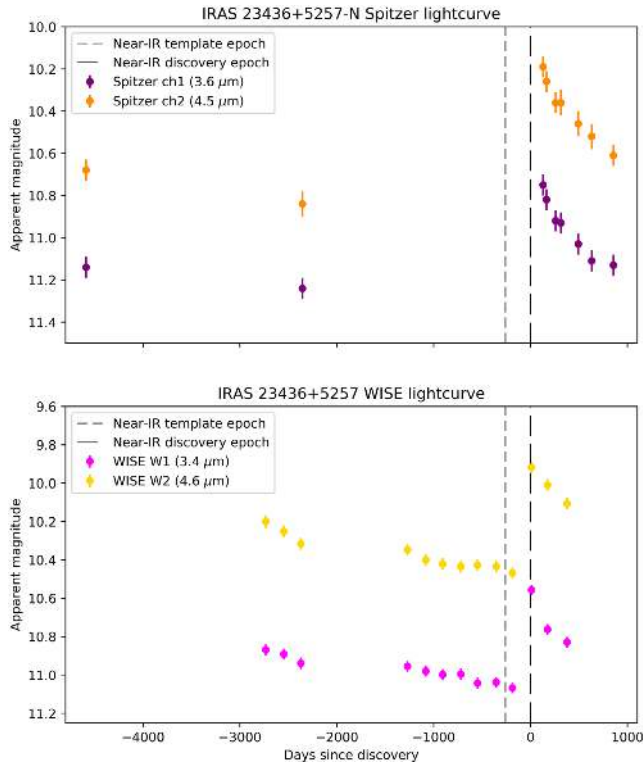 IRAS 23436+5257-N Spitzer lightcurve
10.0
10.2
10.4
10.6
10.8
11.0
11.2
11.4
Apparent magnitude
Near-IR template epoch
Near-IR discovery epoch
Spitzer ch1 (3.6 μm)
Spitzer ch2 (4.5 μm)
IRAS 23436+5257 WISE lightcurve
9.6
9.8
10.0
10.2
10.4
10.6
10.8
11.0
11.2
Apparent magnitude
Near-IR template epoch
Near-IR discovery epoch
WISE W1 (3.4 μm)
WISE W2 (4.6 μm)
−4000 −3000 −2000 −1000 0 1000
Days since discovery